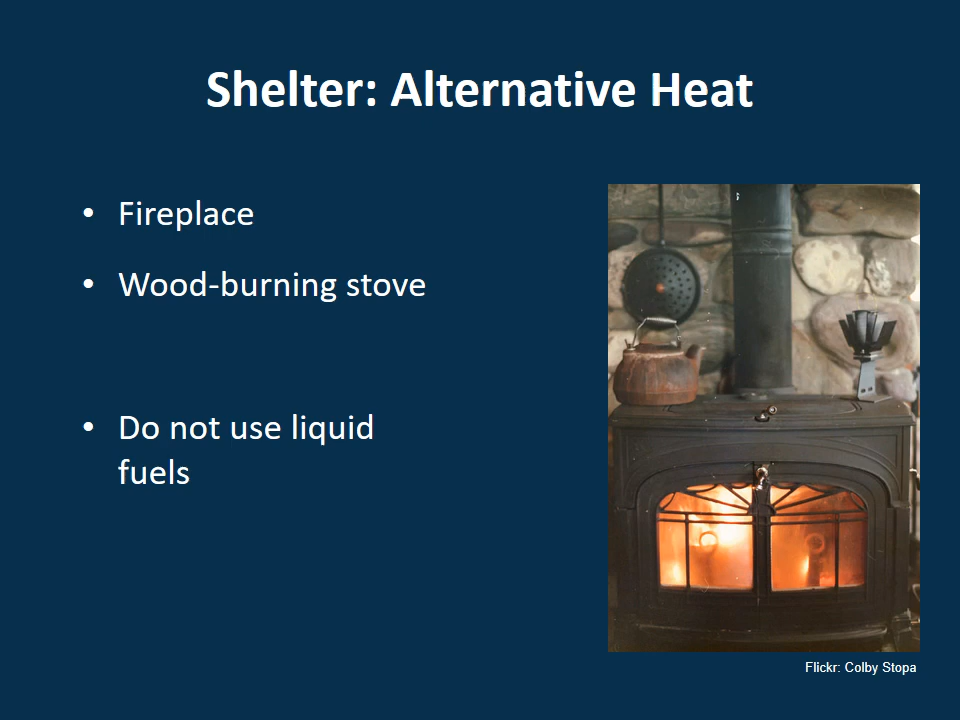 Shelter: Alternative Heat
• Fireplace
• Wood-burning stove
• Do not use liquid
fuels
Flickr: Colby Stopa